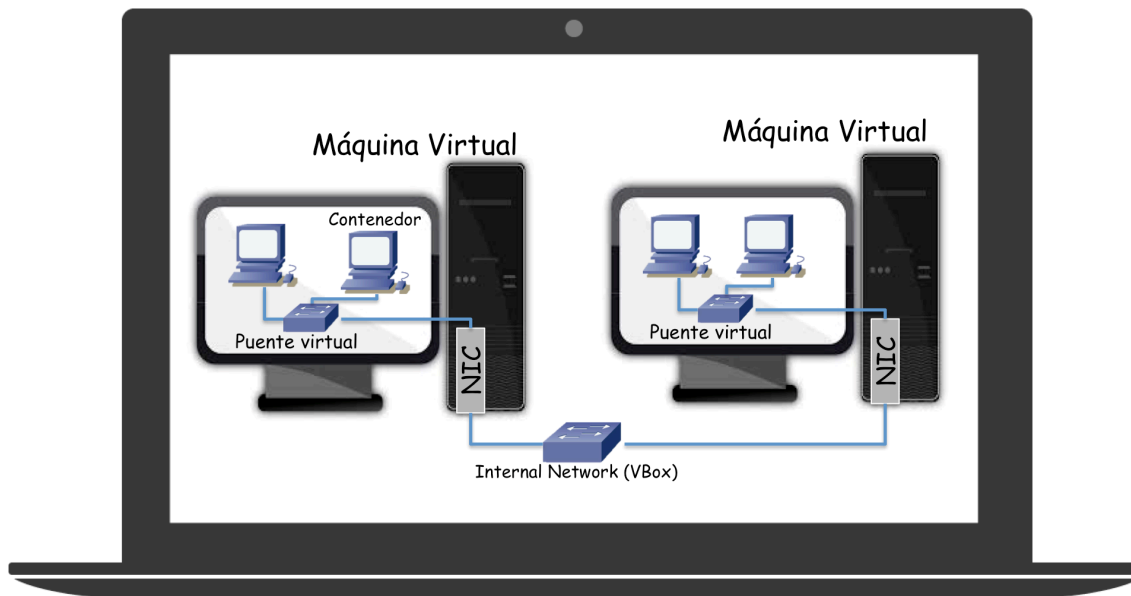 Máquina Virtual
Máquina Virtual
Contenedor
Puente virtual
NIC
Puente virtual
NIC
Internal Network (VBox)